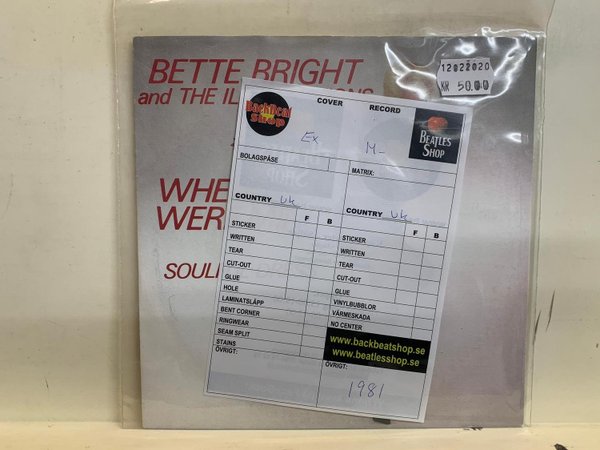 BETTE BRIGHT
and THE
WHE
WER
SOUL
12022020
KR 50.00
BackBeat
Shop
COVER RECORD
BEATLES
SHOP
Ex M-
BOLAGSPÅSE MATRIX:
COUNTRY UK COUNTRY UK
F B F B
STICKER STICKER
WRITTEN WRITTEN
TEAR TEAR
CUT-OUT CUT-OUT
GLUE GLUE
HOLE VINYLBUBBLOR
LAMINATSLÄPP VÄRMESKADA
BENT CORNER NO CENTER
RINGWEAR
SEAM SPLIT
STAINS
www.backbeatshop.se
www.beatlesshop.se
ÖVRIGT: ÖVRIGT:
1981